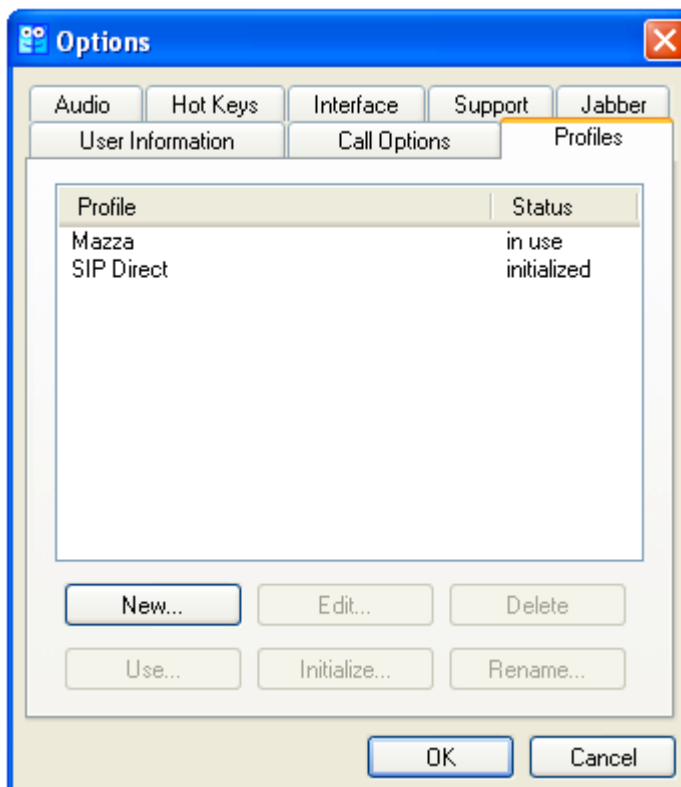 Options
Audio Hot Keys Interface Support Jabber
User Information Call Options Profiles
Profile Status
Mazza in use
SIP Direct initialized
New... Edit... Delete
Use... Initialize... Rename...
OK Cancel